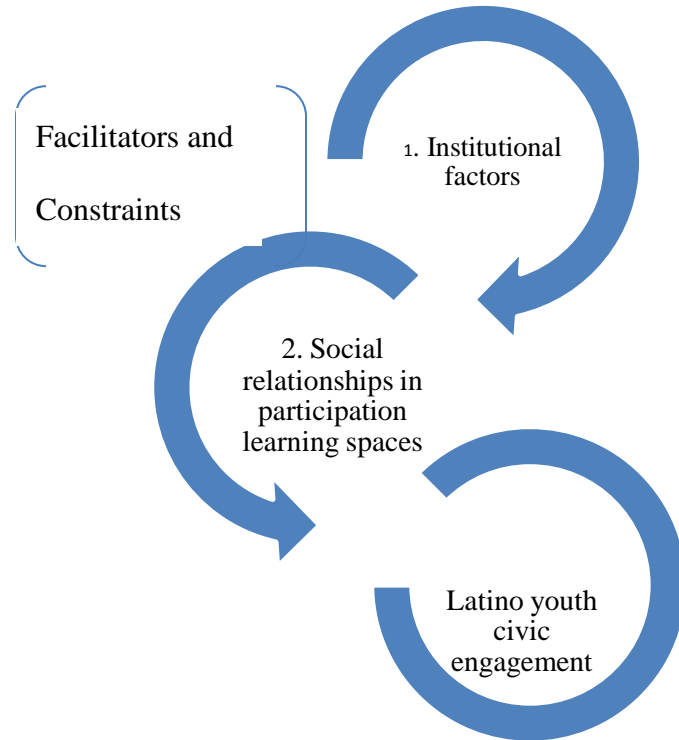 Facilitators and
Constraints
1. Institutional
factors
2. Social
relationships in
participation
learning spaces
Latino youth
civic
engagement